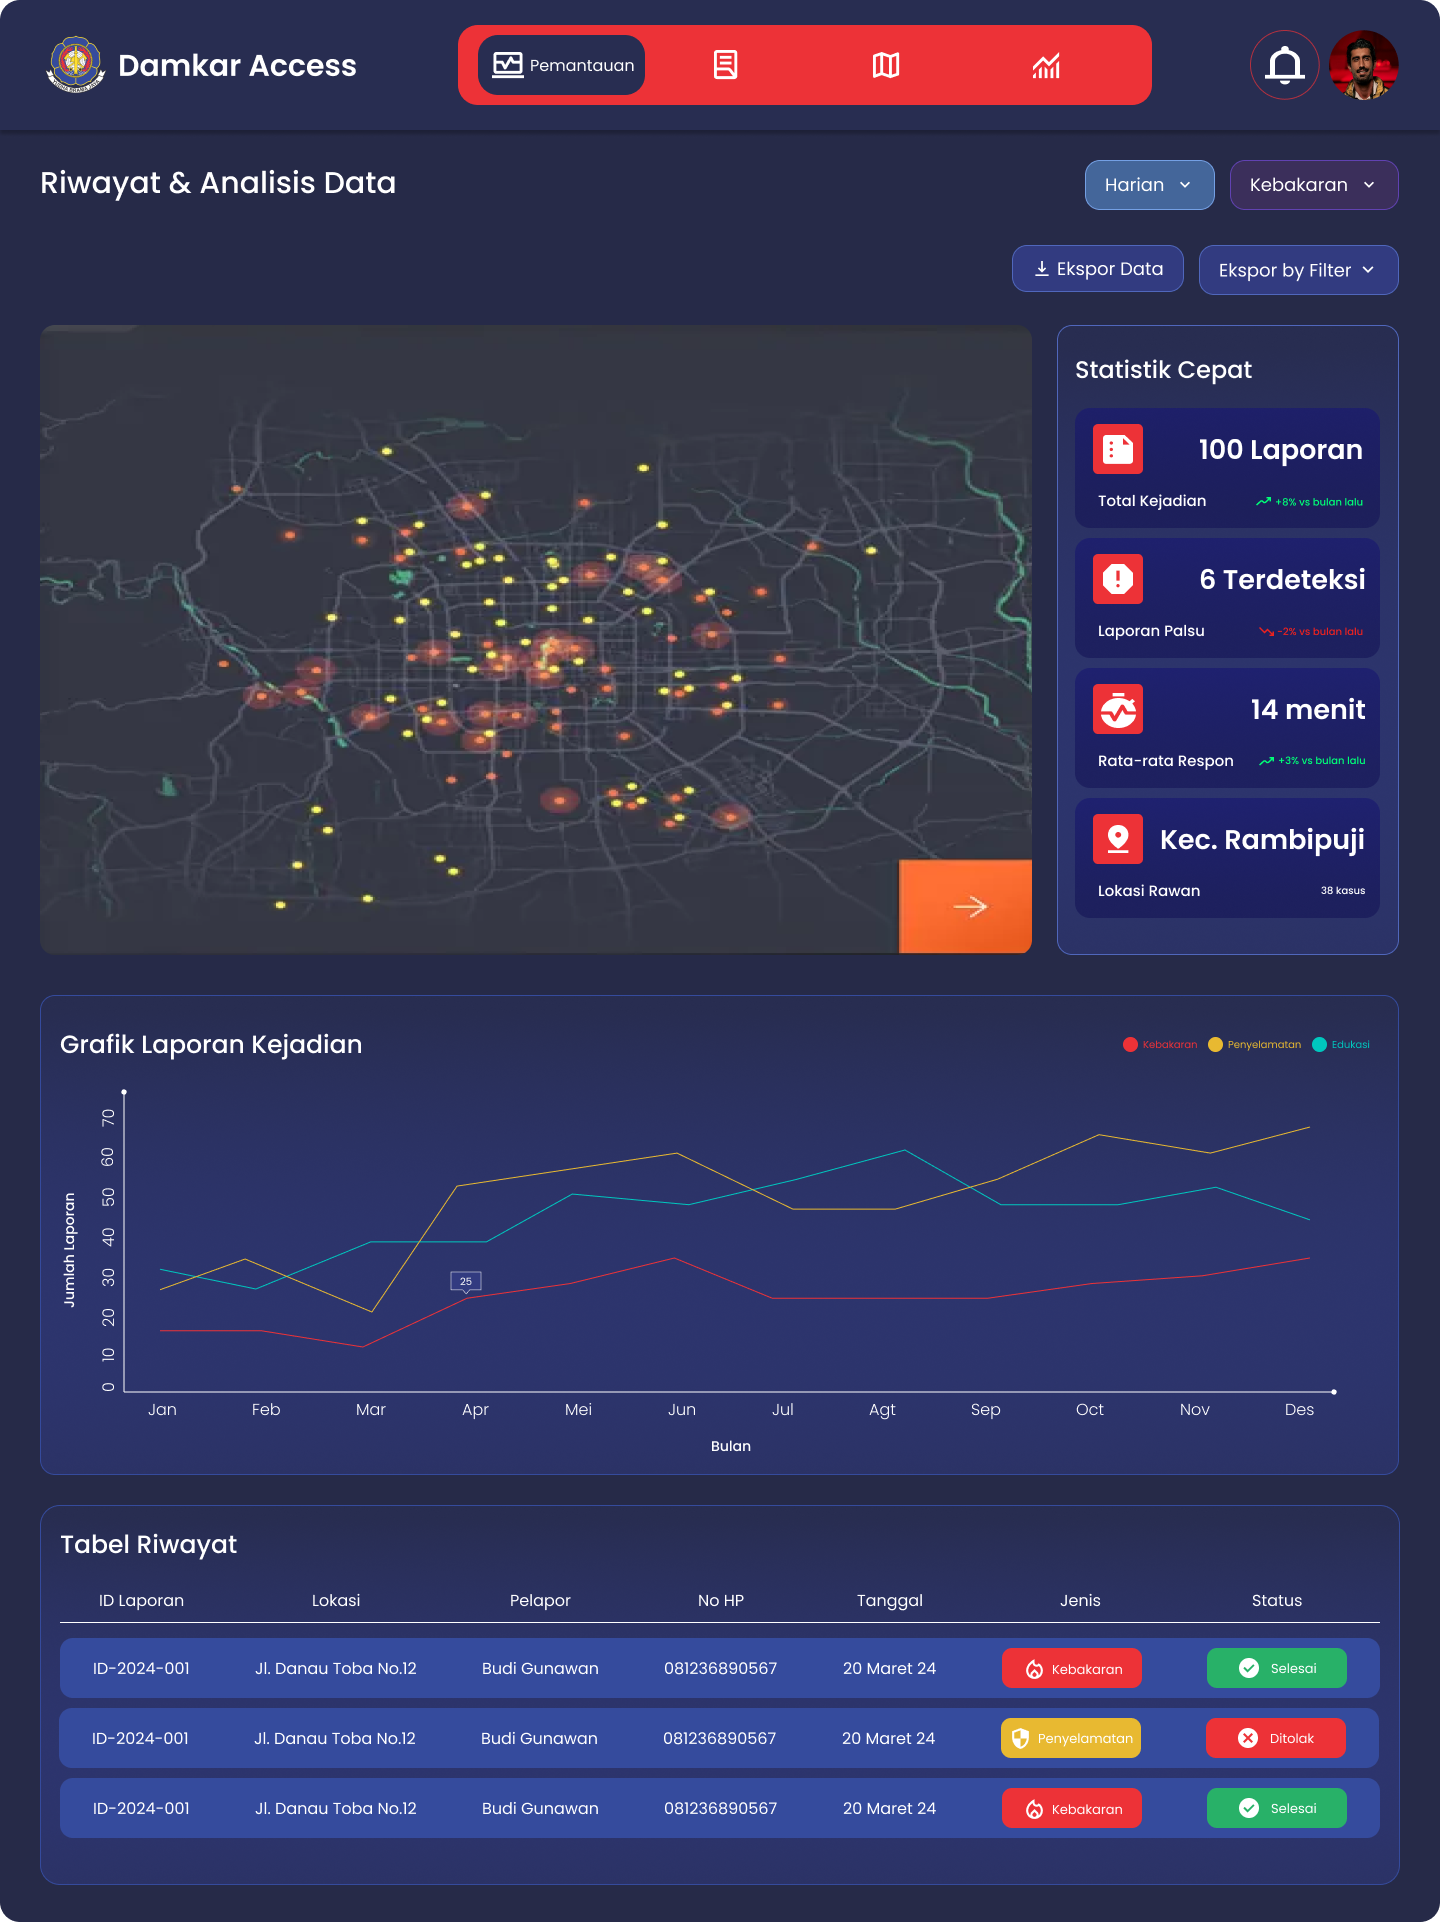 Damkar Access
Pemantauan
Riwayat & Analisis Data
Harian
Kebakaran
Ekspor Data
Ekspor by Filter
Statistik Cepat
100 Laporan
Total Kejadian
+8% vs bulan lalu
6 Terdeteksi
Laporan Palsu
-2% vs bulan lalu
14 menit
Rata-rata Respon
+3% vs bulan lalu
Kec. Rambipuji
Lokasi Rawan
38 kasus
Grafik Laporan Kejadian
Kebakaran
Penyelamatan
Edukasi
Jumlah Laporan
70
60
50
40
30
20
10
0
25
Jan Feb Mar Apr Mei Jun Jul Agt Sep Oct Nov Des
Bulan
Tabel Riwayat
ID Laporan Lokasi Pelapor No HP Tanggal Jenis Status
ID-2024-001 Jl. Danau Toba No.12 Budi Gunawan 081236890567 20 Maret 24 Kebakaran Selesai
ID-2024-001 Jl. Danau Toba No.12 Budi Gunawan 081236890567 20 Maret 24 Penyelamatan Ditolak
ID-2024-001 Jl. Danau Toba No.12 Budi Gunawan 081236890567 20 Maret 24 Kebakaran Selesai